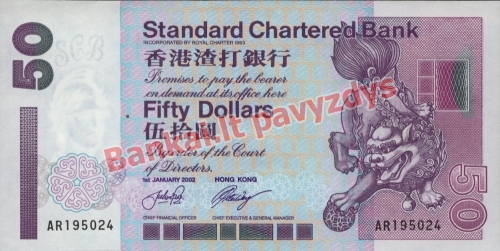 50
Standard Chartered Bank
INCORPORATED BY ROYAL CHARTER 1853
香港渣打銀行
Promises to pay the bearer
on demand at its office here
Fifty Dollars
伍拾圓
By order of the Court
of Directors.
1st JANUARY 2002 HONG KONG
CHIEF FINANCIAL OFFICER CHIEF EXECUTIVE & GENERAL MANAGER
AR195024
AR195024
50
Bankai.lt pavyzdys